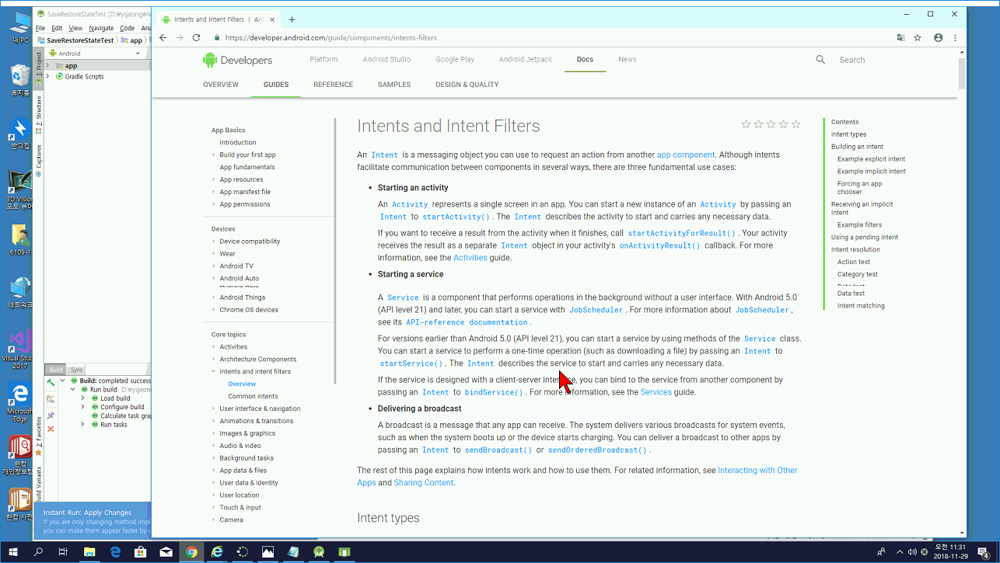 내 PC
휴지통
반디집
3D Vision
포토 뷰어
6109-1
네트워크
Visual Stu
2017
Microsoft
Edge
한컴
개인정보탐
한컴 사전
SaveRestoreStateTest [D:₩ysjeong₩M
File Edit View Navigate Code Ana
SaveRestoreStateTest app
Android
app
Gradle Scripts
1: Project
7: Structure
Captures
2: Favorites
Build Variants
Build Sync
Build: completed success
Run build D:₩ysjeong
Load build
Configure build
Calculate task grap
Run tasks
Instant Run: Apply Changes
If you are only changing method impl
you can make them appear faster by u
Intents and Intent Filters | And
https://developer.android.com/guide/components/intents-filters
Developers Platform Android Studio Google Play Android Jetpack Docs News Search
OVERVIEW GUIDES REFERENCE SAMPLES DESIGN & QUALITY
App Basics
Introduction
Build your first app
App fundamentals
App resources
App manifest file
App permissions
Devices
Device compatibility
Wear
Android TV
Android Auto
Android Things
Chrome OS devices
Core topics
Activities
Architecture Components
Intents and intent filters
Overview
Common intents
User interface & navigation
Animations & transitions
Images & graphics
Audio & video
Background tasks
App data & files
User data & identity
User location
Touch & input
Camera
Intents and Intent Filters
An Intent is a messaging object you can use to request an action from another app component. Although intents
facilitate communication between components in several ways, there are three fundamental use cases:
• Starting an activity
An Activity represents a single screen in an app. You can start a new instance of an Activity by passing an
Intent to startActivity(). The Intent describes the activity to start and carries any necessary data.
If you want to receive a result from the activity when it finishes, call startActivityForResult(). Your activity
receives the result as a separate Intent object in your activity's onActivityResult() callback. For more
information, see the Activities guide.
• Starting a service
A Service is a component that performs operations in the background without a user interface. With Android 5.0
(API level 21) and later, you can start a service with JobScheduler. For more information about JobScheduler,
see its API-reference documentation.
For versions earlier than Android 5.0 (API level 21), you can start a service by using methods of the Service class.
You can start a service to perform a one-time operation (such as downloading a file) by passing an Intent to
startService(). The Intent describes the service to start and carries any necessary data.
If the service is designed with a client-server interface, you can bind to the service from another component by
passing an Intent to bindService(). For more information, see the Services guide.
• Delivering a broadcast
A broadcast is a message that any app can receive. The system delivers various broadcasts for system events,
such as when the system boots up or the device starts charging. You can deliver a broadcast to other apps by
passing an Intent to sendBroadcast() or sendOrderedBroadcast().
The rest of this page explains how intents work and how to use them. For related information, see Interacting with Other
Apps and Sharing Content.
Intent types
Contents
Intent types
Building an intent
Example explicit intent
Example implicit intent
Forcing an app
chooser
Receiving an implicit
intent
Example filters
Using a pending intent
Intent resolution
Action test
Category test
Data test
Intent matching
오전 11:31
2018-11-29
4